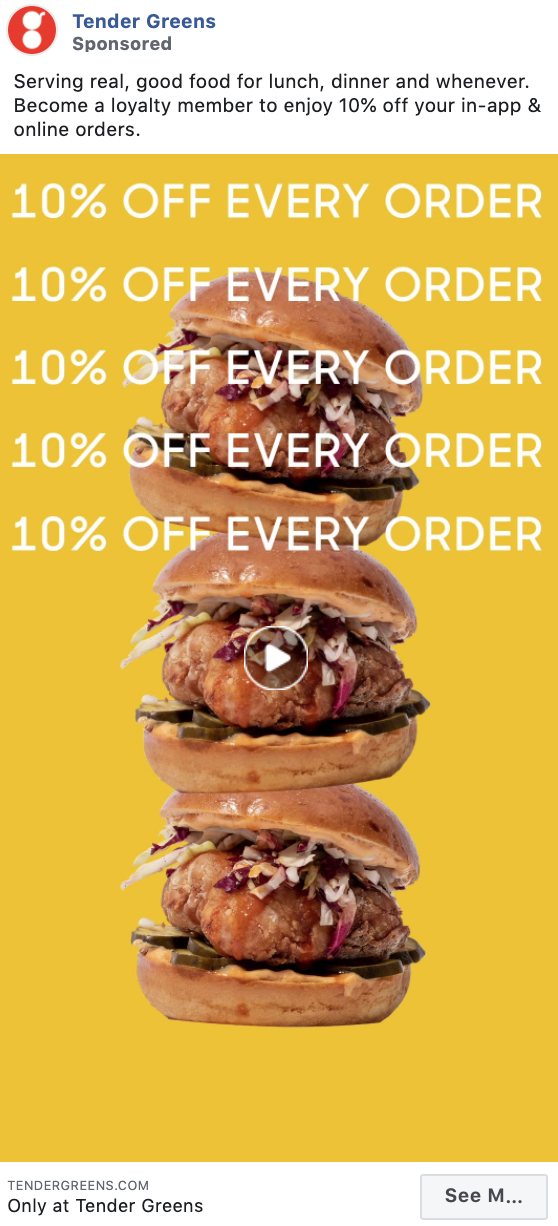 Tender Greens
Sponsored
Serving real, good food for lunch, dinner and whenever.
Become a loyalty member to enjoy 10% off your in-app &
online orders.
10% OFF EVERY ORDER
10% OFF EVERY ORDER
10% OFF EVERY ORDER
10% OFF EVERY ORDER
10% OFF EVERY ORDER
TENDERGREENS.COM
Only at Tender Greens
See M...